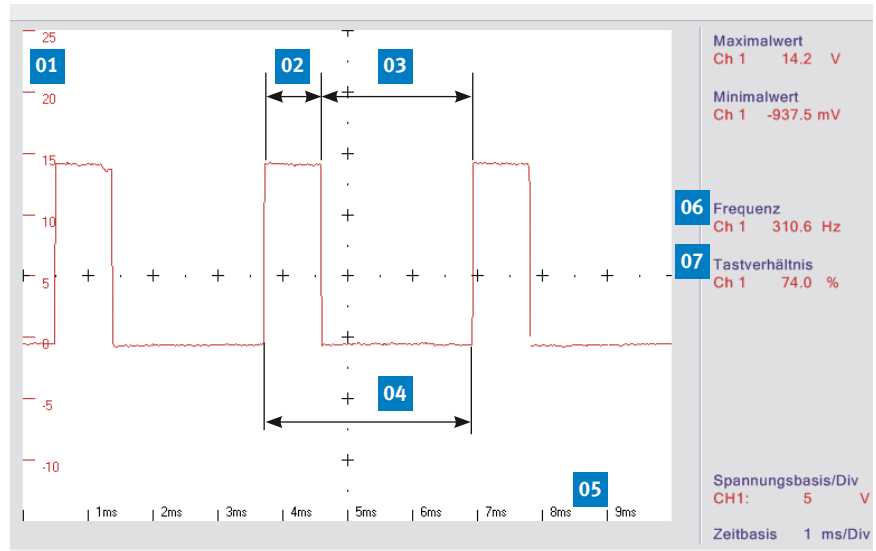 25
01
02
03
20
15
10
5
0
-5
04
-10
05
1ms 2ms 3ms 4ms 5ms 6ms 7ms 8ms 9ms
Maximalwert
Ch 1 14.2 V
Minimalwert
Ch 1 -937.5 mV
06
Frequenz
Ch 1 310.6 Hz
07
Tastverhältnis
Ch 1 74.0 %
Spannungsbasis/Div
CH1: 5 V
Zeitbasis 1 ms/Div